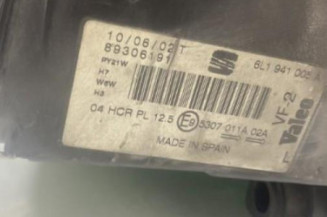 10/06/02 T
89306191
6L1 941 005
PY21W
H7
W6W
H3
VF-2
Valeo
L
04 HCR PL 12.5 E9 5307 011A 02A
MADE IN SPAIN